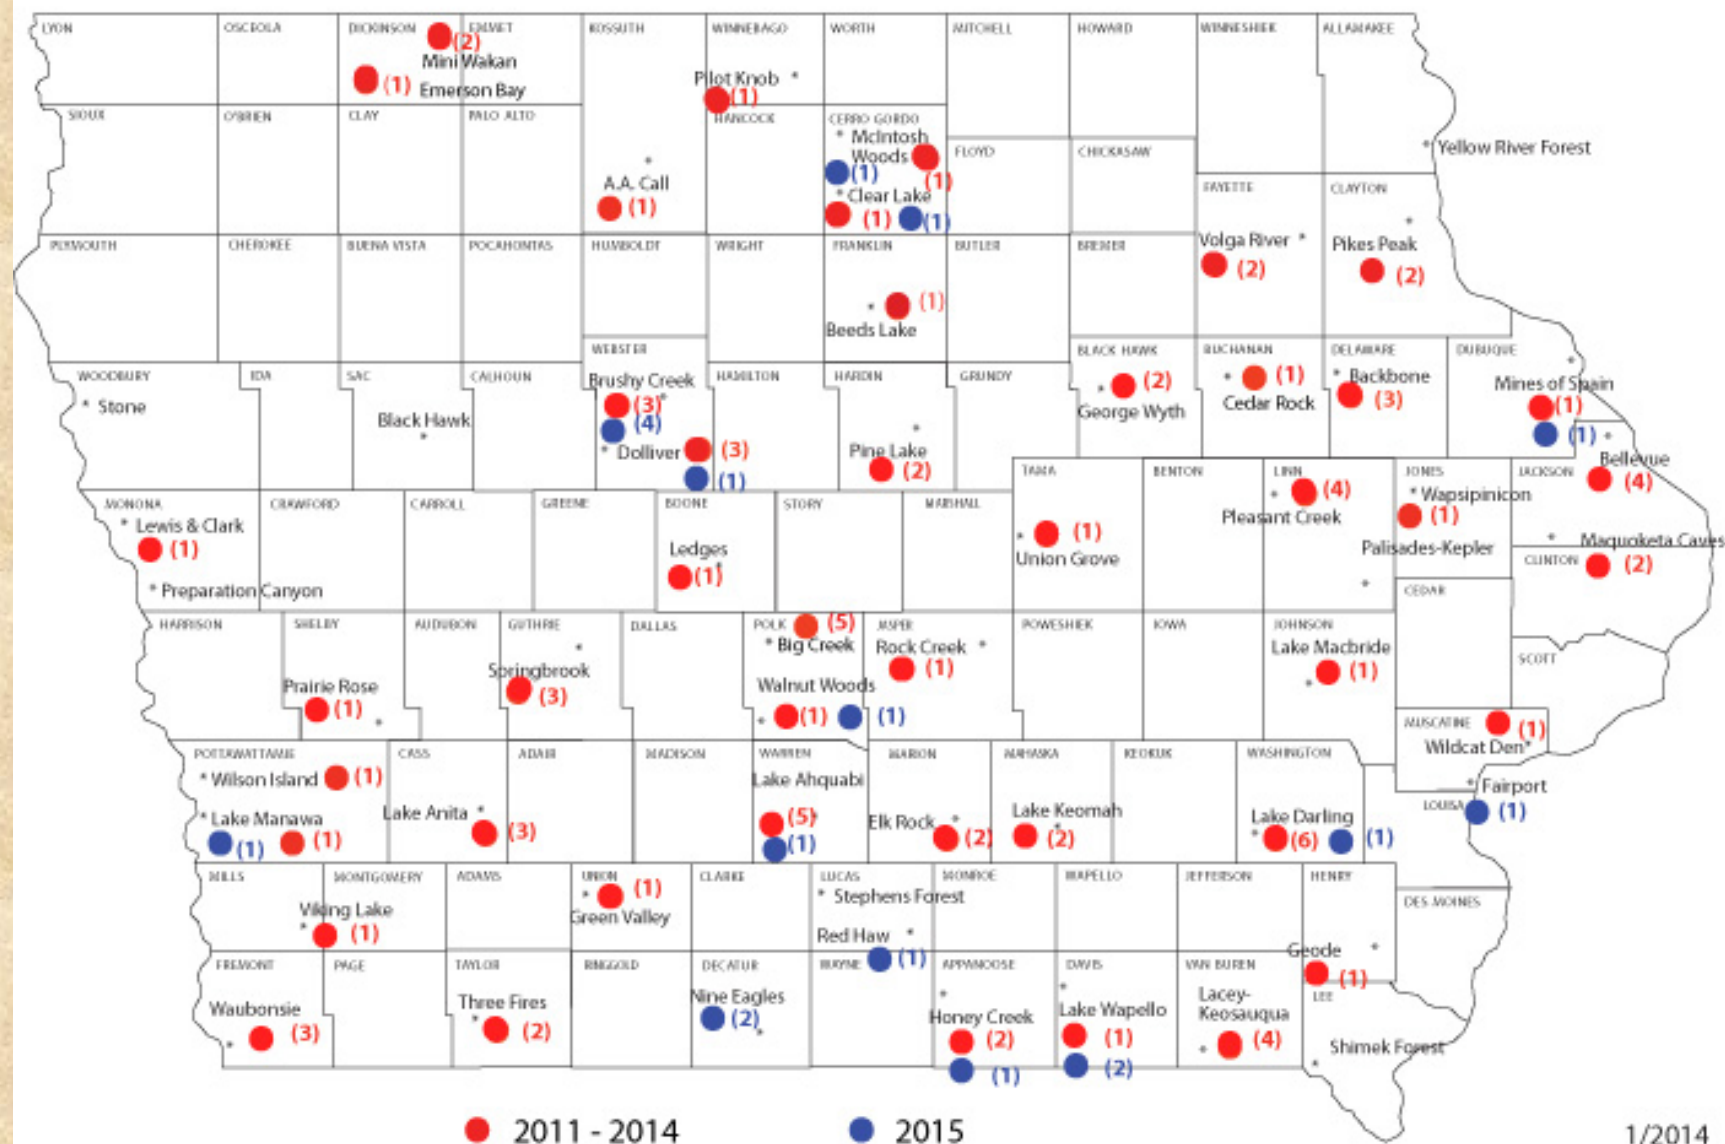 LYON OSCEOLA DICKINSON EMMET KOSSUTH WINNEBAGO WORTH MITCHELL HOWARD WINNESHIEK ALLAMAKEE
(2)
Mini Wakan
(1) Emerson Bay
Pilot Knob
(1)
SIOUX O'BRIEN CLAY PALO ALTO HANCOCK CERRO GORDO
McIntosh
Woods
(1) (1)
FLOYD CHICKASAW
Yellow River Forest
A.A. Call
(1)
Clear Lake
(1) (1)
FAYETTE CLAYTON
Volga River
(2)
Pikes Peak
(2)
PLYMOUTH CHEROKEE BUENA VISTA POCAHONTAS HUMBOLDT WRIGHT FRANKLIN BUTLER BREMER
(1)
Beeds Lake
WEBSTER BLACK HAWK BUCHANAN DELAWARE DUBUQUE
WOODBURY IDA SAC CALHOUN HAMILTON HARDIN GRUNDY
Stone
Black Hawk
Brushy Creek
(3)
(4)
Dolliver (3)
(1)
Pine Lake
(2)
(2)
George Wyth
(1)
Cedar Rock
Backbone
(3)
Mines of Spain
(1)
(1)
Bellevue
(4)
MONONA CRAWFORD CARROLL GREENE BOONE STORY MARSHALL TAMA BENTON LINN JONES JACKSON
Lewis & Clark
(1)
Preparation Canyon
Ledges
(1)
(1)
Union Grove
(4)
Pleasant Creek
Wapsipinicon
(1)
Palisades-Kepler
Maquoketa Caves
CLINTON (2)
CEDAR
HARRISON SHELBY AUDUBON GUTHRIE DALLAS POLK JASPER POWESHIEK IOWA JOHNSON SCOTT
Prairie Rose
(1)
Springbrook
(3)
(5)
Big Creek
Walnut Woods
(1) (1)
Rock Creek
(1)
Lake Macbride
(1)
MUSCATINE (1)
Wildcat Den
Fairport
LOUISA (1)
POTTAWATTAMIE CASS ADAIR MADISON WARREN MARION MAHASKA KEOKUK WASHINGTON
Wilson Island (1)
Lake Manawa
(1) (1)
Lake Anita
(3)
Lake Ahquabi
(5)
(1)
Elk Rock
(2)
Lake Keomah
(2)
Lake Darling
(6) (1)
MILLS MONTGOMERY ADAMS UNION CLARKE LUCAS MONROE WAPELLO JEFFERSON HENRY DES MOINES
Viking Lake
(1)
(1)
Green Valley
Stephens Forest
Red Haw
(1)
Geode
(1)
FREMONT PAGE TAYLOR RINGGOLD DECATUR WAYNE APPANOOSE DAVIS VAN BUREN LEE
Waubonsie
(3)
Three Fires
(2)
Nine Eagles
(2)
Honey Creek
(2)
(1)
Lake Wapello
(1)
(2)
Lacey-
Keosauqua
(4)
Shimek Forest
2011 - 2014 2015 1/2014